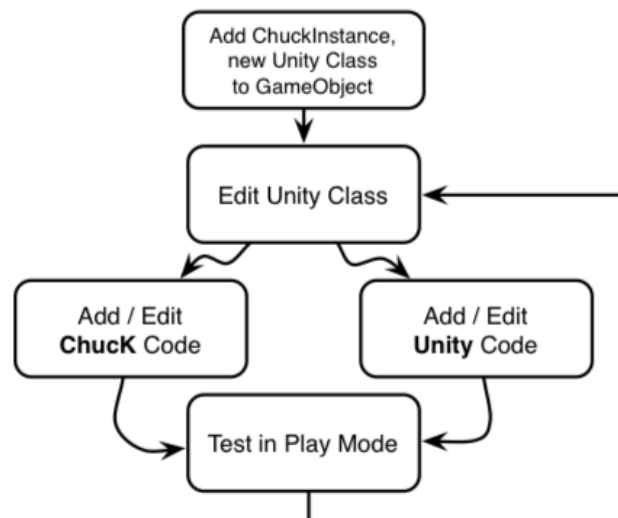 Add ChuckInstance,
new Unity Class
to GameObject
Edit Unity Class
Add / Edit
ChucK Code
Add / Edit
Unity Code
Test in Play Mode